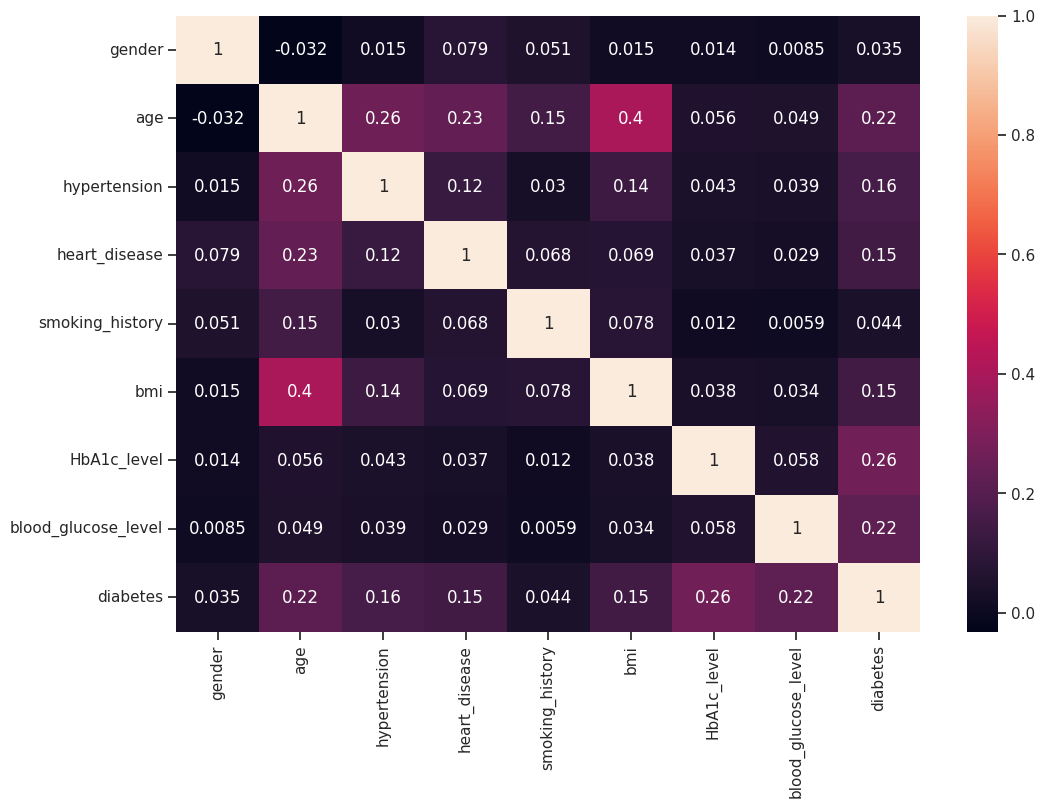 gender 1 -0.032 0.015 0.079 0.051 0.015 0.014 0.0085 0.035
age -0.032 1 0.26 0.23 0.15 0.4 0.056 0.049 0.22
hypertension 0.015 0.26 1 0.12 0.03 0.14 0.043 0.039 0.16
heart_disease 0.079 0.23 0.12 1 0.068 0.069 0.037 0.029 0.15
smoking_history 0.051 0.15 0.03 0.068 1 0.078 0.012 0.0059 0.044
bmi 0.015 0.4 0.14 0.069 0.078 1 0.038 0.034 0.15
HbA1c_level 0.014 0.056 0.043 0.037 0.012 0.038 1 0.058 0.26
blood_glucose_level 0.0085 0.049 0.039 0.029 0.0059 0.034 0.058 1 0.22
diabetes 0.035 0.22 0.16 0.15 0.044 0.15 0.26 0.22 1
gender
age
hypertension
heart_disease
smoking_history
bmi
HbA1c_level
blood_glucose_level
diabetes
1.0
0.8
0.6
0.4
0.2
0.0